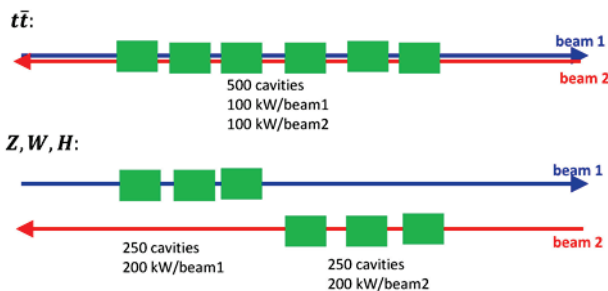 tt̄:
beam 1
beam 2
500 cavities
100 kW/beam1
100 kW/beam2
Z, W, H:
beam 1
beam 2
250 cavities
200 kW/beam1
250 cavities
200 kW/beam2